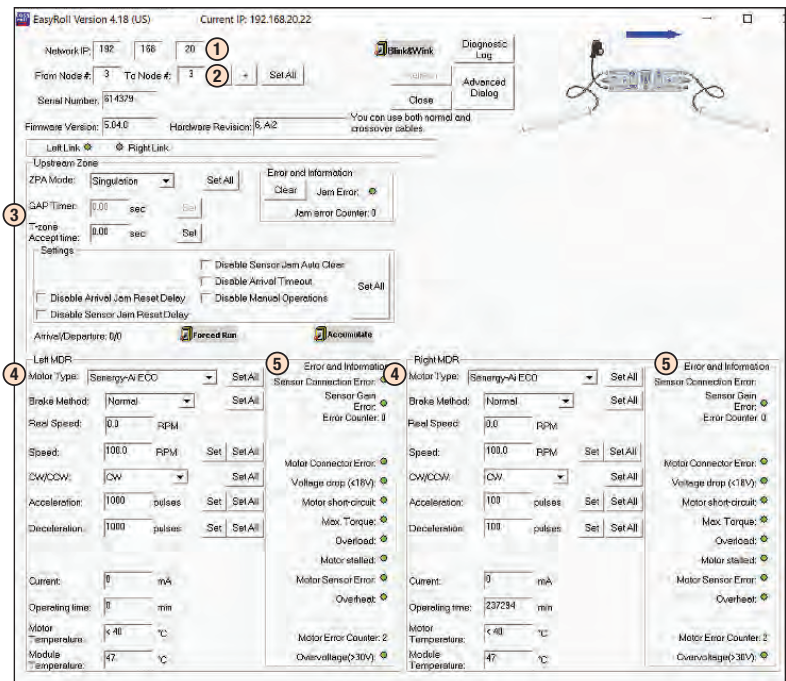 EasyRoll Version 4.18 (US) Current IP: 192.168.20.22
Network IP: 192 168 20 1 Blink&Wink Diagnostic Log
From Node #: 3 To Node #: 3 2 + Set All Advanced Dialog
Serial Number: 614379 Close
Firmware Version: 5.04.0 Hardware Revision: 6, Ai2 You can use both normal and crossover cables
Left Link Right Link
Upstream Zone
ZPA Mode: Singulation Set All
Error and Information
Clear Jam Error:
Jam error Counter: 0
3
GAP Timer: 0.00 sec Set
T-zone Accept time: 0.00 sec Set
Settings
Disable Sensor Jam Auto Clear
Disable Arrival Timeout
Set All
Disable Arrival Jam Reset Delay Disable Manual Operations
Disable Sensor Jam Reset Delay
Arrival/Departure: 0/0 Forced Run Accumulate
Left MDR
4
Motor Type: Senergy-Ai ECO Set All
Brake Method: Normal Set All
Real Speed: 0.0 RPM
Speed: 100.0 RPM Set Set All
CW/CCW: CW Set All
Acceleration: 1000 pulses Set Set All
Deceleration: 1000 pulses Set Set All
Current: 0 mA
Operating time: 0 min
Motor Temperature: < 40 °C
Module Temperature: 47 °C
5
Error and Information
Sensor Connection Error:
Sensor Gain Error:
Error Counter: 0
Motor Connector Error:
Voltage drop (<18V):
Motor short-circuit:
Max. Torque:
Overload:
Motor stalled:
Motor Sensor Error:
Overheat:
Motor Error Counter: 2
Overvoltage(>30V):
Right MDR
4
Motor Type: Senergy-Ai ECO Set All
Brake Method: Normal Set All
Real Speed: 0.0 RPM
Speed: 100.0 RPM Set Set All
CW/CCW: CW Set All
Acceleration: 100 pulses Set Set All
Deceleration: 100 pulses Set Set All
Current: 0 mA
Operating time: 237294 min
Motor Temperature: < 40 °C
Module Temperature: 47 °C
5
Error and Information
Sensor Connection Error:
Sensor Gain Error:
Error Counter: 0
Motor Connector Error:
Voltage drop (<18V):
Motor short-circuit:
Max. Torque:
Overload:
Motor stalled:
Motor Sensor Error:
Overheat:
Motor Error Counter: 2
Overvoltage(>30V):